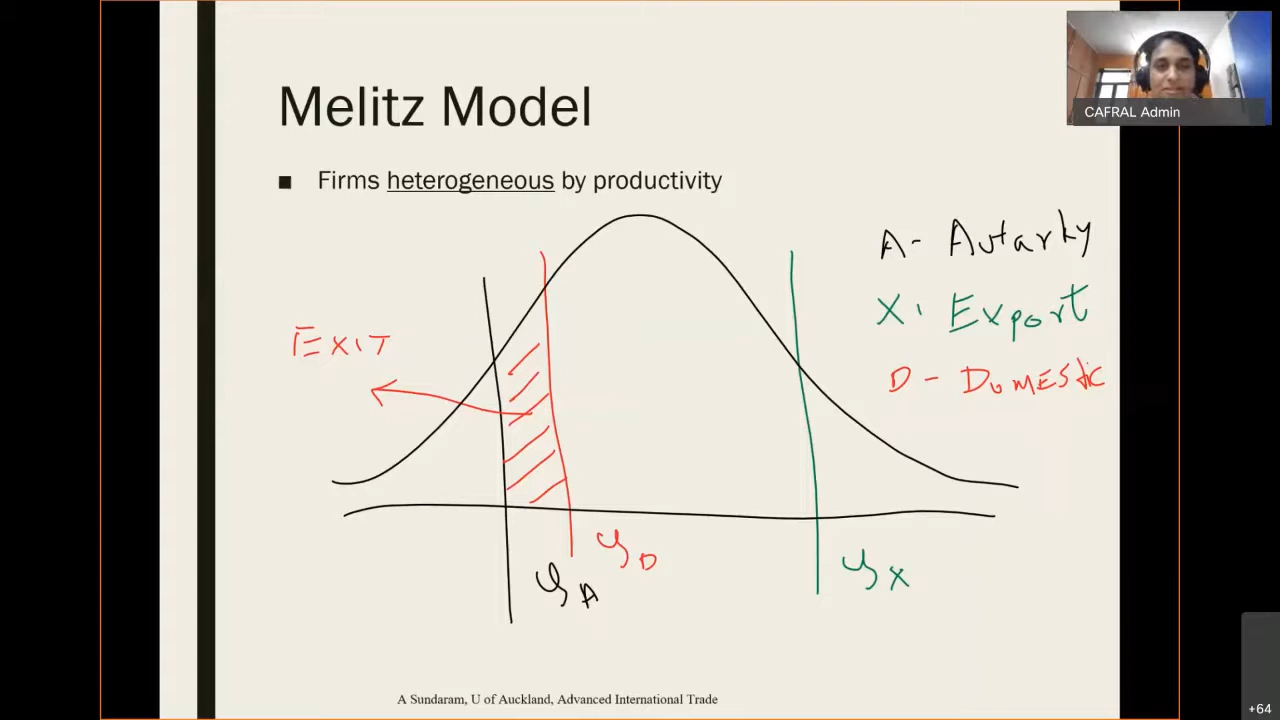 Melitz Model
CAFRAL Admin
■ Firms heterogeneous by productivity
A- Autarky
X. Export
D - DoMEStic
EXIT
φD
φA
φX
A Sundaram, U of Auckland, Advanced International Trade
+64